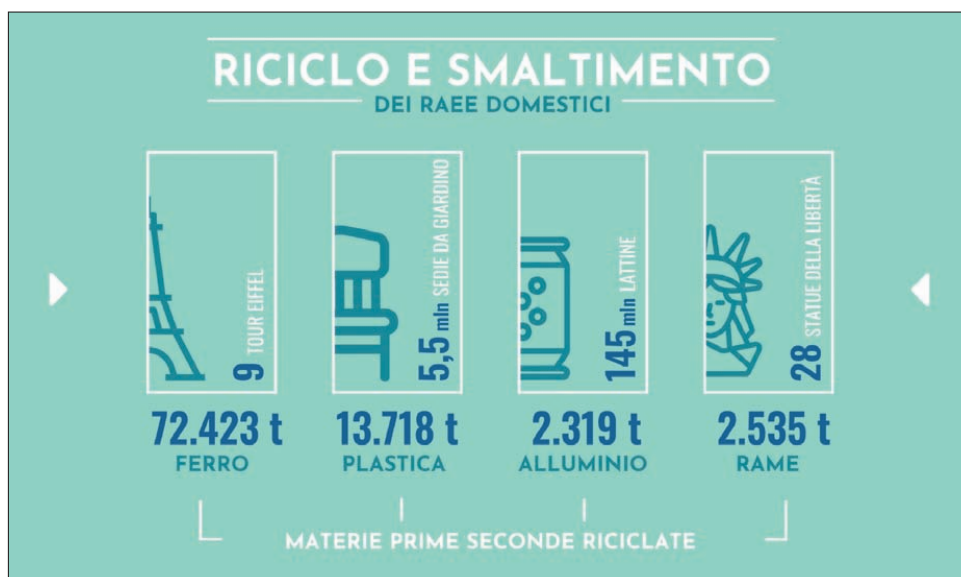 RICICLO E SMALTIMENTO
DEI RAEE DOMESTICI
9 TOUR EIFFEL
5,5 mln SEDIE DA GIARDINO
145 mln LATTINE
28 STATUE DELLA LIBERTÀ
72.423 t
FERRO
13.718 t
PLASTICA
2.319 t
ALLUMINIO
2.535 t
RAME
MATERIE PRIME SECONDE RICICLATE